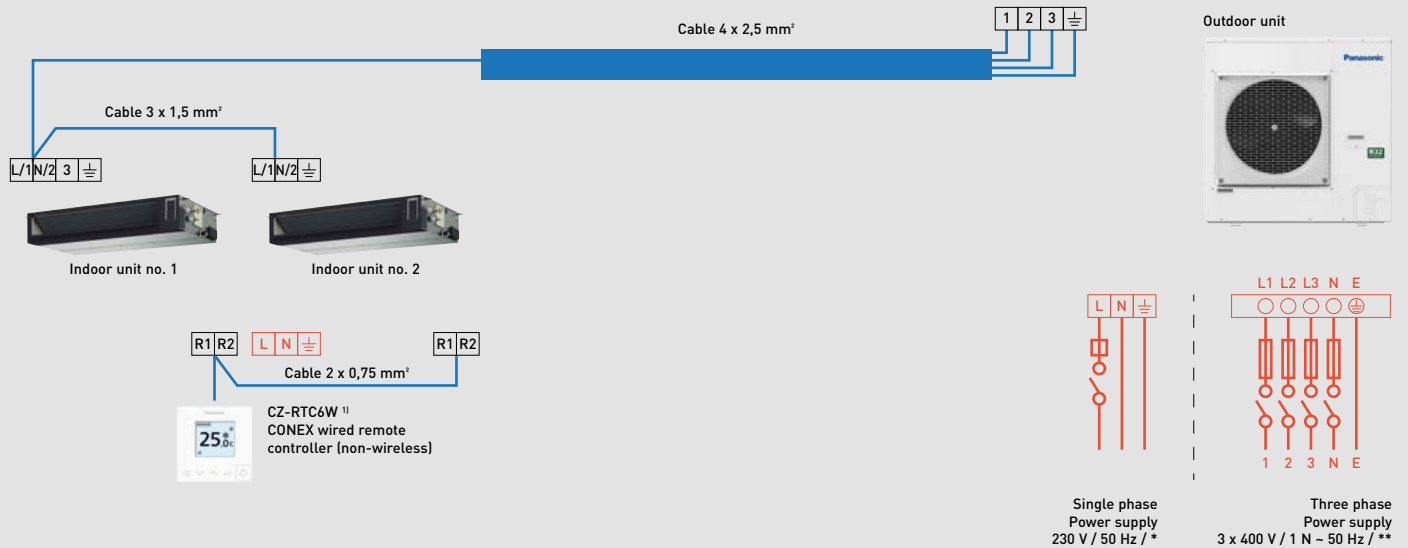 Cable 4 x 2,5 mm²
1 2 3
Outdoor unit
Panasonic
R32
Cable 3 x 1,5 mm²
L/1 N/2 3
L/1 N/2
Indoor unit no. 1
Indoor unit no. 2
L1 L2 L3 N E
L N
R1 R2
L N
R1 R2
Cable 2 x 0,75 mm²
CZ-RTC6W ¹⁾
CONEX wired remote
controller (non-wireless)
Panasonic
25.0c
1 2 3 N E
Single phase
Power supply
230 V / 50 Hz / *
Three phase
Power supply
3 x 400 V / 1 N ~ 50 Hz / **